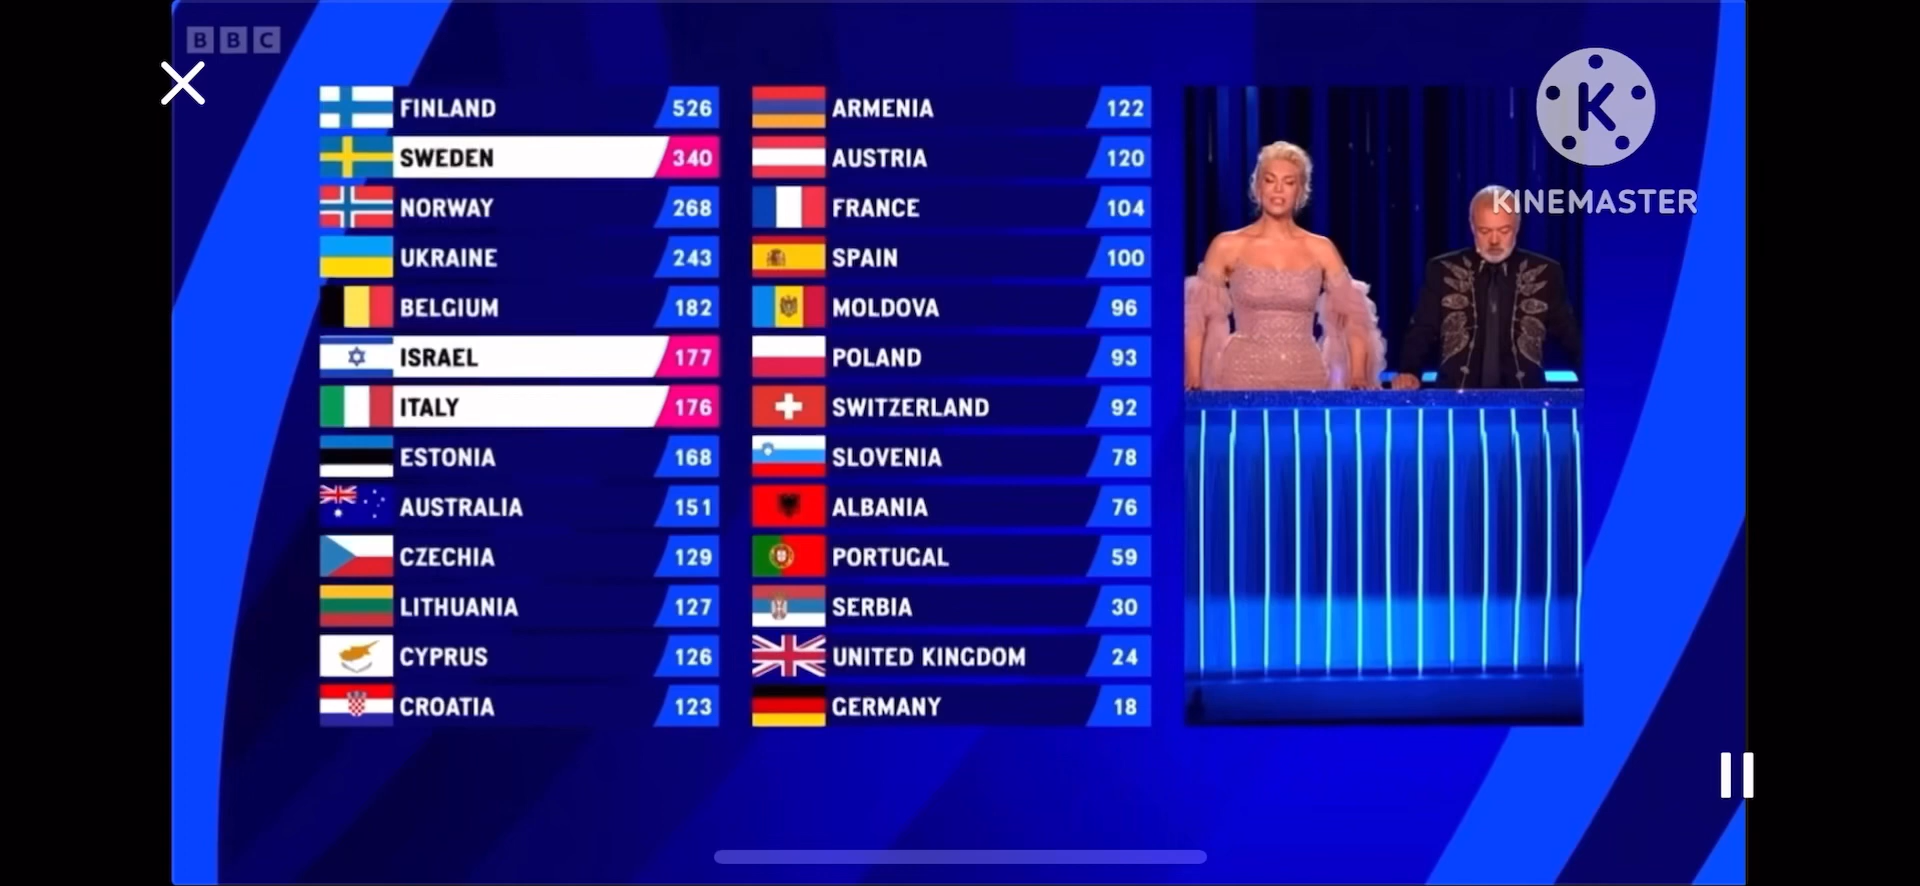 BBC
FINLAND 526
SWEDEN 340
NORWAY 268
UKRAINE 243
BELGIUM 182
ISRAEL 177
ITALY 176
ESTONIA 168
AUSTRALIA 151
CZECHIA 129
LITHUANIA 127
CYPRUS 126
CROATIA 123
ARMENIA 122
AUSTRIA 120
FRANCE 104
SPAIN 100
MOLDOVA 96
POLAND 93
SWITZERLAND 92
SLOVENIA 78
ALBANIA 76
PORTUGAL 59
SERBIA 30
UNITED KINGDOM 24
GERMANY 18
K
KINEMASTER